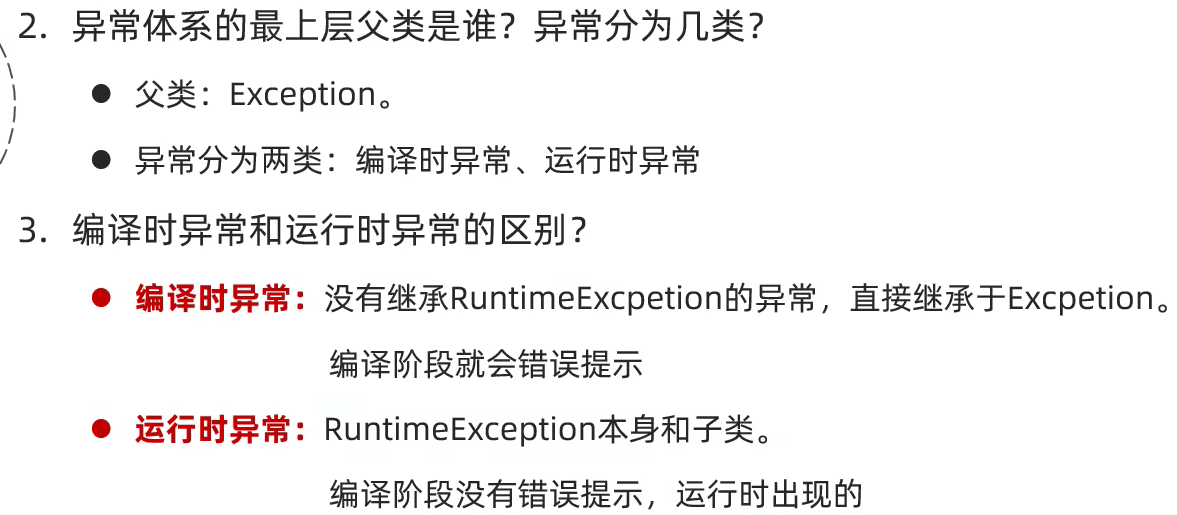 2. 异常体系的最上层父类是谁？异常分为几类？
● 父类：Exception。
● 异常分为两类：编译时异常、运行时异常
3. 编译时异常和运行时异常的区别？
● 编译时异常：没有继承RuntimeExcpetion的异常，直接继承于Excpetion。
编译阶段就会错误提示
● 运行时异常：RuntimeException本身和子类。
编译阶段没有错误提示，运行时出现的